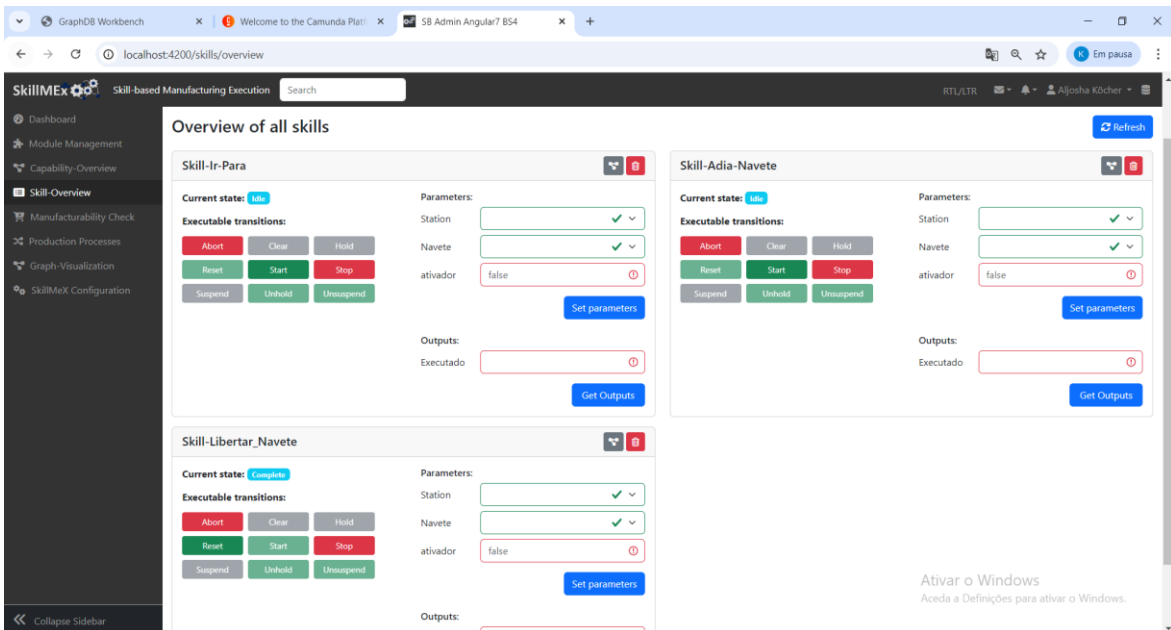 GraphDB Workbench
Welcome to the Camunda Platf
SB Admin Angular7 BS4
localhost:4200/skills/overview
K Em pausa
SkillMEx
Skill-based Manufacturing Execution
Search
RTL/LTR
Aljosha Köcher
Dashboard
Module Management
Capability-Overview
Skill-Overview
Manufacturability Check
Production Processes
Graph-Visualization
SkillMeX Configuration
Collapse Sidebar
Overview of all skills
Refresh
Skill-Ir-Para
Current state: Idle
Executable transitions:
Abort Clear Hold
Reset Start Stop
Suspend Unhold Unsuspend
Parameters:
Station
Navete
ativador false
Set parameters
Outputs:
Executado
Get Outputs
Skill-Adia-Navete
Current state: Idle
Executable transitions:
Abort Clear Hold
Reset Start Stop
Suspend Unhold Unsuspend
Parameters:
Station
Navete
ativador false
Set parameters
Outputs:
Executado
Get Outputs
Skill-Libertar_Navete
Current state: Complete
Executable transitions:
Abort Clear Hold
Reset Start Stop
Suspend Unhold Unsuspend
Parameters:
Station
Navete
ativador false
Set parameters
Outputs:
Ativar o Windows
Aceda a Definições para ativar o Windows.